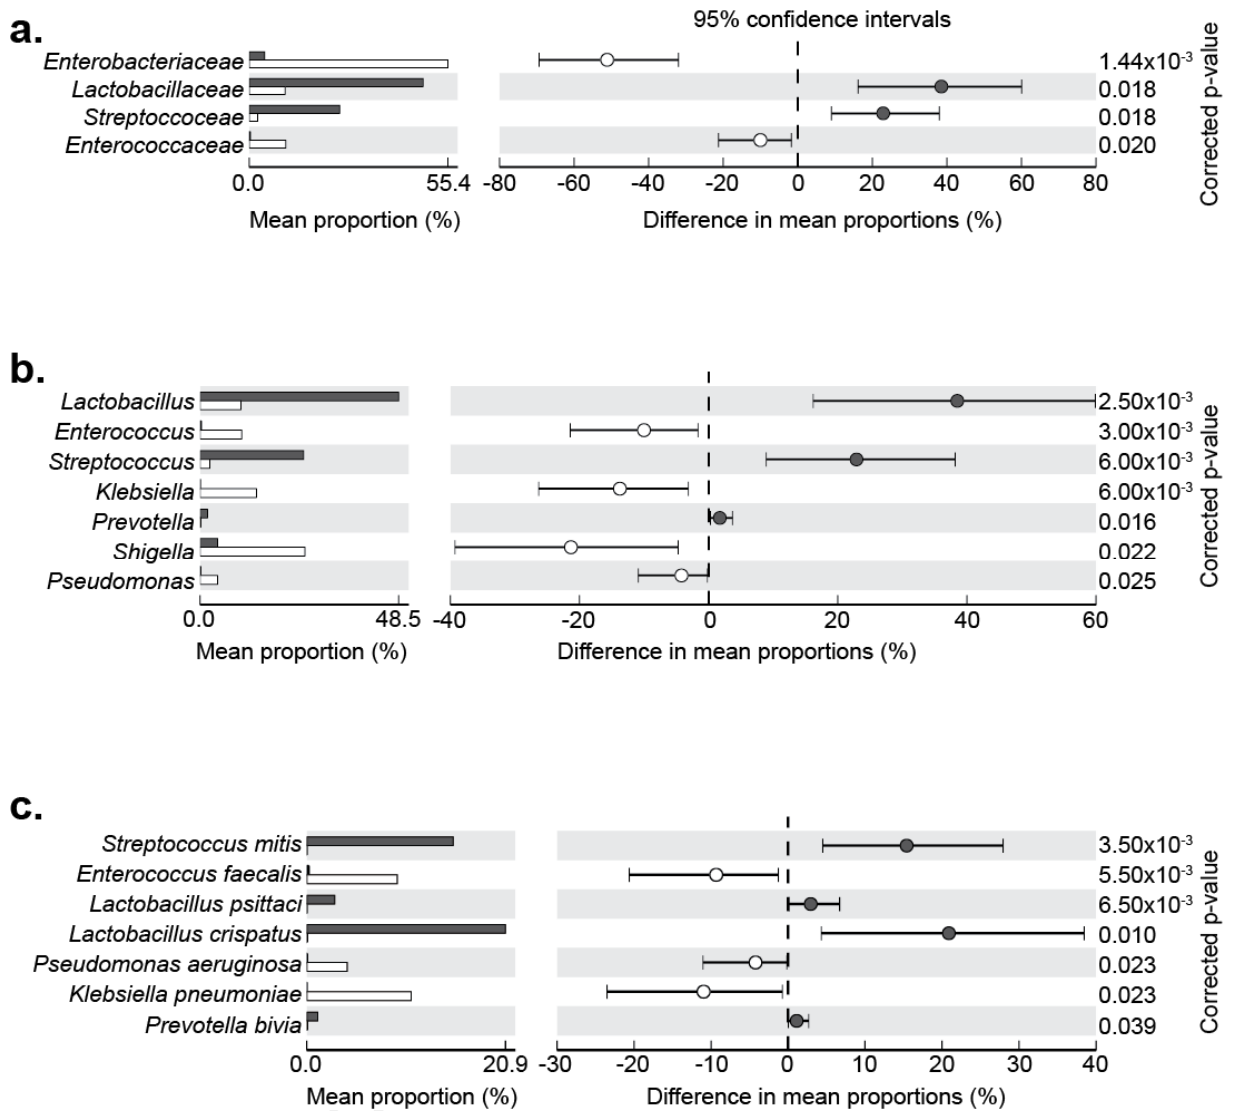 a.
95% confidence intervals
Enterobacteriaceae 1.44x10⁻³
Lactobacillaceae 0.018
Streptoccoceae 0.018
Enterococcaceae 0.020
Corrected p-value
0.0 55.4 -80 -60 -40 -20 0 20 40 60 80
Mean proportion (%) Difference in mean proportions (%)
b.
Lactobacillus 2.50x10⁻³
Enterococcus 3.00x10⁻³
Streptococcus 6.00x10⁻³
Klebsiella 6.00x10⁻³
Prevotella 0.016
Shigella 0.022
Pseudomonas 0.025
Corrected p-value
0.0 48.5 -40 -20 0 20 40 60
Mean proportion (%) Difference in mean proportions (%)
c.
Streptococcus mitis 3.50x10⁻³
Enterococcus faecalis 5.50x10⁻³
Lactobacillus psittaci 6.50x10⁻³
Lactobacillus crispatus 0.010
Pseudomonas aeruginosa 0.023
Klebsiella pneumoniae 0.023
Prevotella bivia 0.039
Corrected p-value
0.0 20.9 -30 -20 -10 0 10 20 30 40
Mean proportion (%) Difference in mean proportions (%)